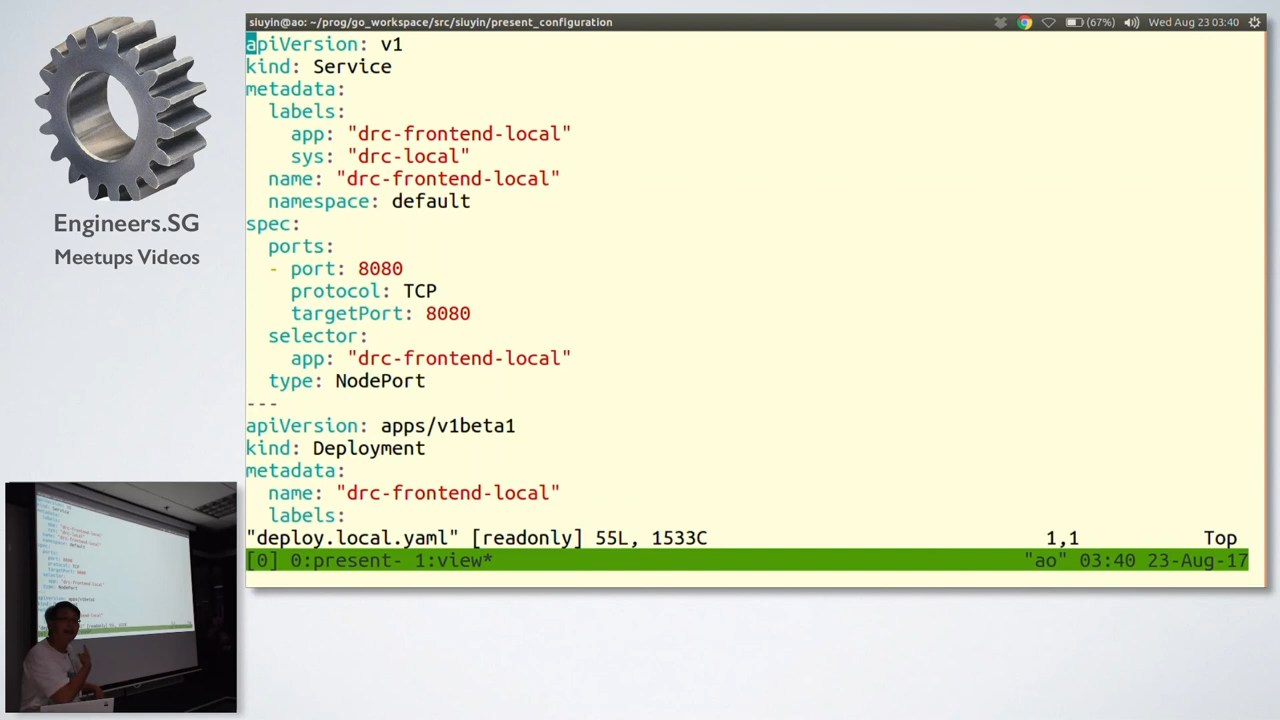 siuyin@ao: ~/prog/go_workspace/src/siuyin/present_configuration
(67%)
Wed Aug 23 03:40
apiVersion: v1
kind: Service
metadata:
  labels:
    app: "drc-frontend-local"
    sys: "drc-local"
  name: "drc-frontend-local"
  namespace: default
spec:
  ports:
  - port: 8080
    protocol: TCP
    targetPort: 8080
  selector:
    app: "drc-frontend-local"
  type: NodePort
---
apiVersion: apps/v1beta1
kind: Deployment
metadata:
  name: "drc-frontend-local"
  labels:
"deploy.local.yaml" [readonly] 55L, 1533C 1,1 Top
[0] 0:present- 1:view* "ao" 03:40 23-Aug-17
Engineers.SG
Meetups Videos